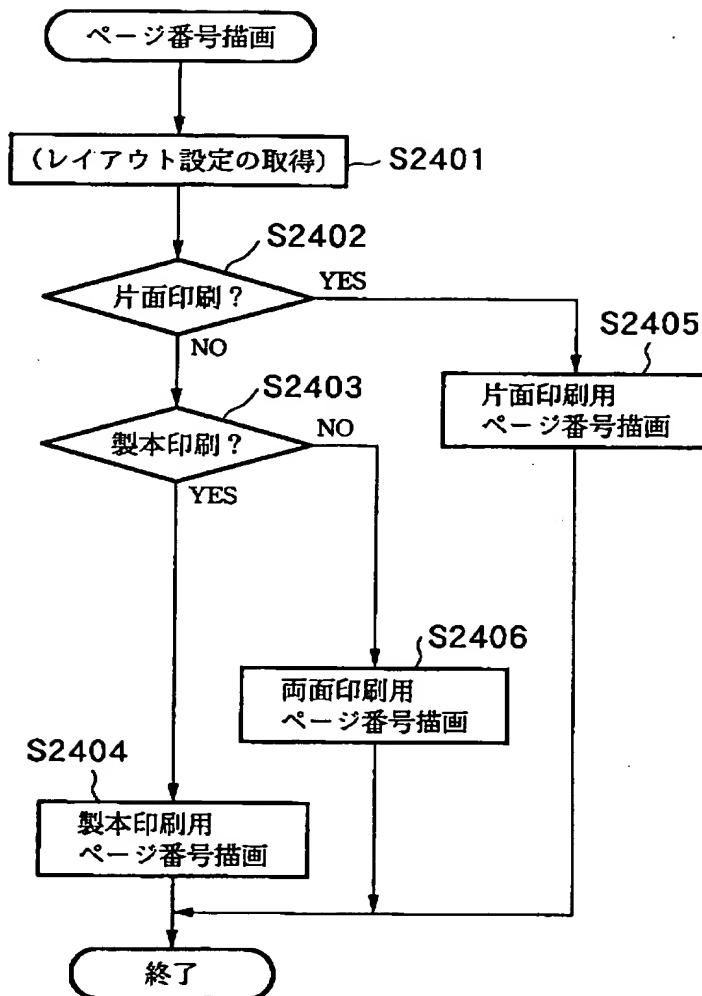 ページ番号描画
(レイアウト設定の取得)
S2401
S2402
片面印刷?
YES
NO
S2405
片面印刷用
ページ番号描画
S2403
製本印刷?
NO
YES
S2406
両面印刷用
ページ番号描画
S2404
製本印刷用
ページ番号描画
終了